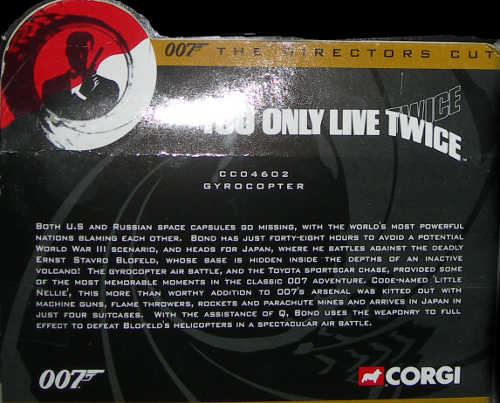 007 THE DIRECTORS CUT
YOU ONLY LIVE TWICE
TWICE
CC04602
GYROCOPTER
BOTH U.S AND RUSSIAN SPACE CAPSULES GO MISSING, WITH THE WORLD'S MOST POWERFUL
NATIONS BLAMING EACH OTHER. BOND HAS JUST FORTY-EIGHT HOURS TO AVOID A POTENTIAL
WORLD WAR III SCENARIO, AND HEADS FOR JAPAN, WHERE HE BATTLES AGAINST THE DEADLY
ERNST STAVRO BLOFELD, WHOSE BASE IS HIDDEN INSIDE THE DEPTHS OF AN INACTIVE
VOLCANO! THE GYROCOPTER AIR BATTLE, AND THE TOYOTA SPORTSCAR CHASE, PROVIDED SOME
OF THE MOST MEMORABLE MOMENTS IN THE CLASSIC 007 ADVENTURE. CODE-NAMED 'LITTLE
NELLIE', THIS MORE THAN WORTHY ADDITION TO 007'S ARSENAL WAS KITTED OUT WITH
MACHINE GUNS, FLAME THROWERS, ROCKETS AND PARACHUTE MINES AND ARRIVES IN JAPAN IN
JUST FOUR SUITCASES. WITH THE ASSISTANCE OF Q, BOND USES THE WEAPONRY TO FULL
EFFECT TO DEFEAT BLOFELD'S HELICOPTERS IN A SPECTACULAR AIR BATTLE.
007 CORGI